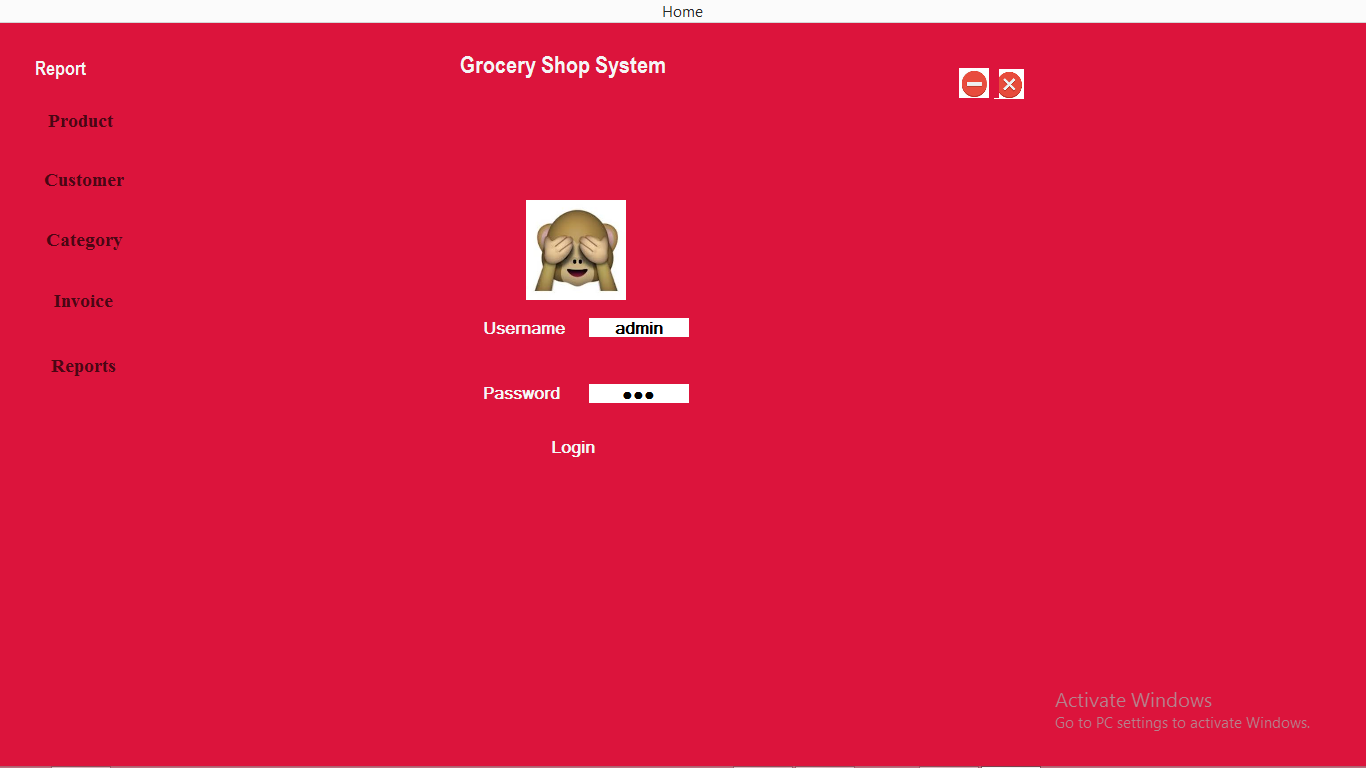 Home
Report
Grocery Shop System
Product
Customer
Category
Invoice
Reports
Username admin
Password •••
Login
Activate Windows
Go to PC settings to activate Windows.